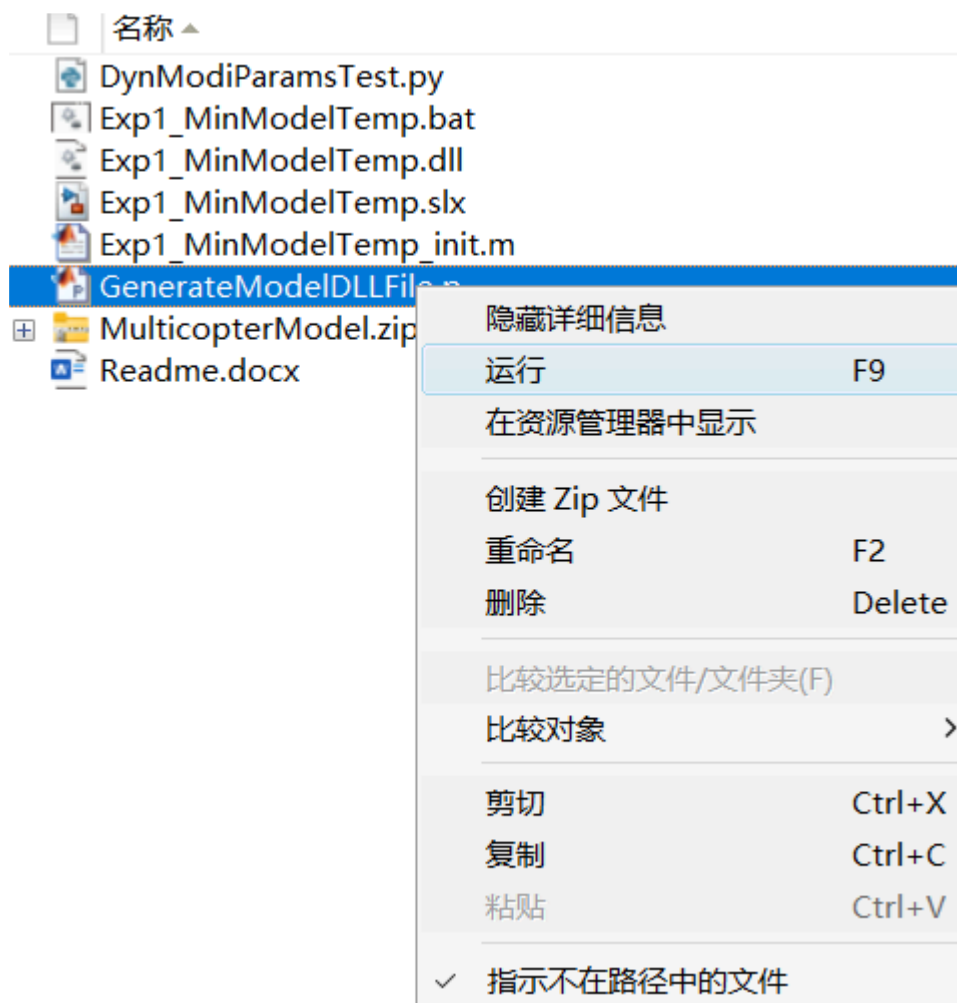 名称
DynModiParamsTest.py
Exp1_MinModelTemp.bat
Exp1_MinModelTemp.dll
Exp1_MinModelTemp.slx
Exp1_MinModelTemp_init.m
GenerateModelDLLFile.p
MulticopterModel.zip
Readme.docx
隐藏详细信息
运行 F9
在资源管理器中显示
创建 Zip 文件
重命名 F2
删除 Delete
比较选定的文件/文件夹(F)
比较对象
剪切 Ctrl+X
复制 Ctrl+C
粘贴 Ctrl+V
指示不在路径中的文件